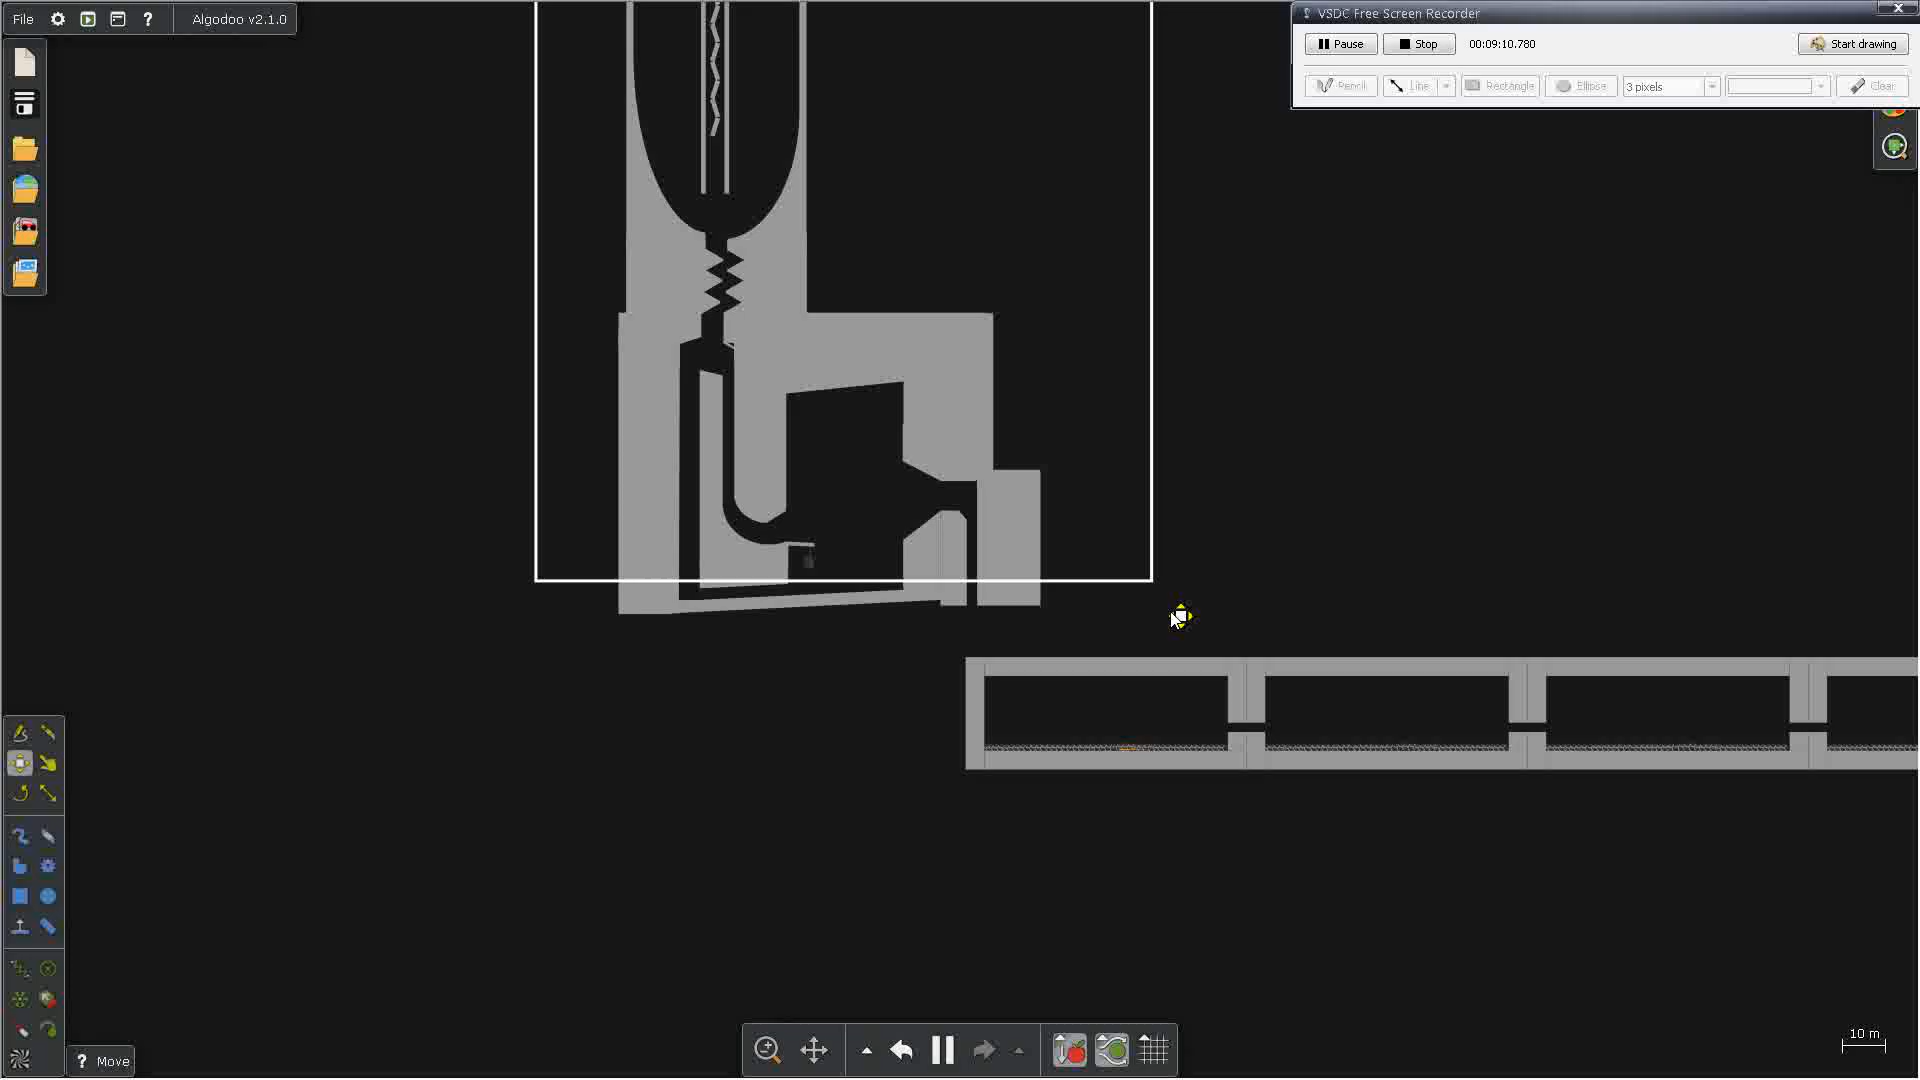 File ? Algodoo v2.1.0
VSDC Free Screen Recorder
Pause Stop 00:09:10.780 Start drawing
Pencil Line Rectangle Ellipse 3 pixels Clear
? Move
10 m